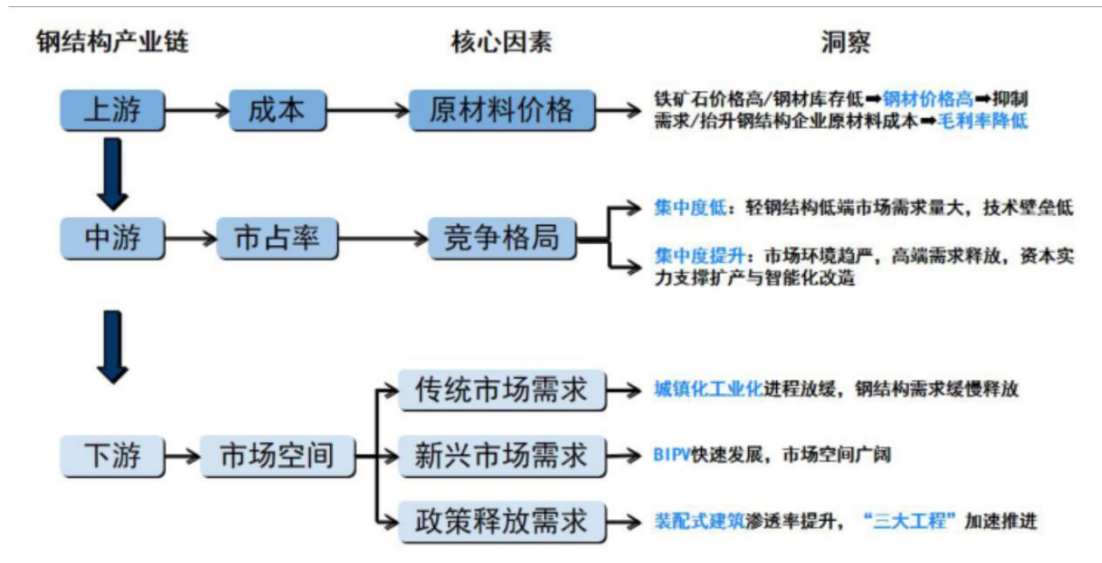 钢结构产业链 核心因素 洞察
上游 成本 原材料价格 铁矿石价格高/钢材库存低➡钢材价格高➡抑制
需求/抬升钢结构企业原材料成本➡毛利率降低
中游 市占率 竞争格局
集中度低：轻钢结构低端市场需求量大，技术壁垒低
集中度提升：市场环境趋严，高端需求释放，资本实
力支撑扩产与智能化改造
传统市场需求 城镇化工业化进程放缓，钢结构需求缓慢释放
下游 市场空间 新兴市场需求 BIPV快速发展，市场空间广阔
政策释放需求 装配式建筑渗透率提升，“三大工程”加速推进